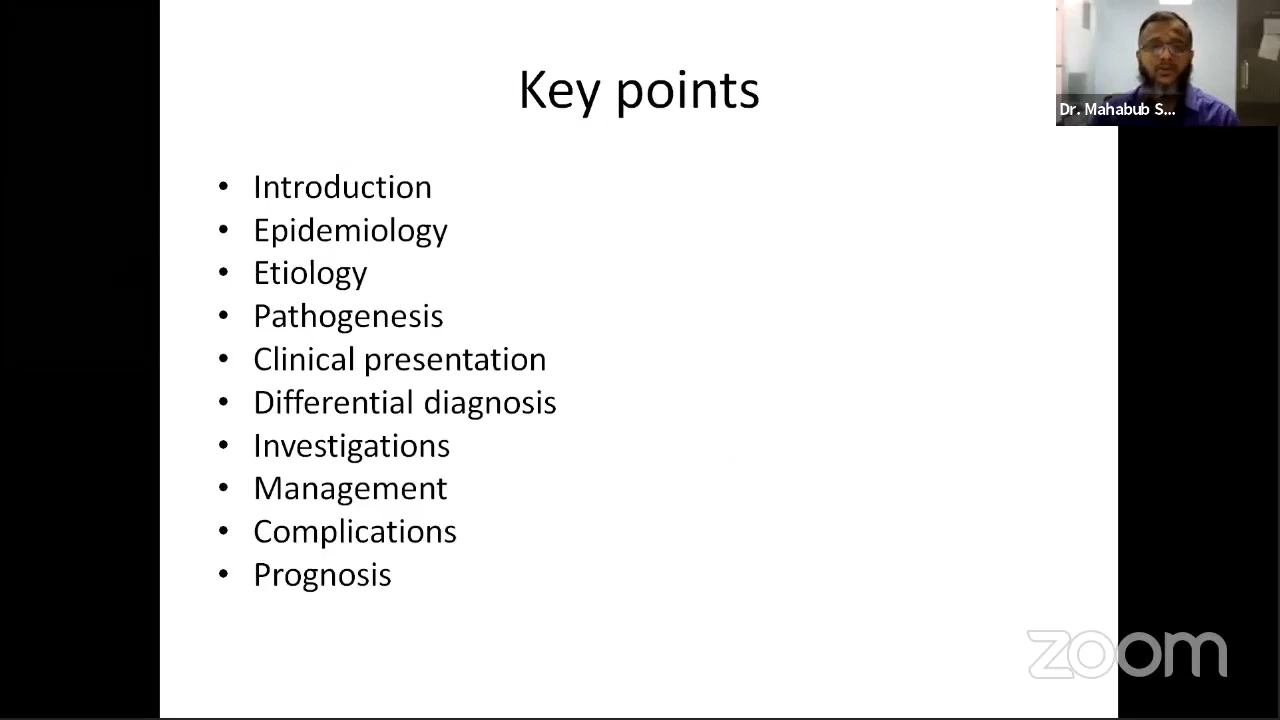 Key points
Dr. Mahabub S...
• Introduction
• Epidemiology
• Etiology
• Pathogenesis
• Clinical presentation
• Differential diagnosis
• Investigations
• Management
• Complications
• Prognosis
zoom